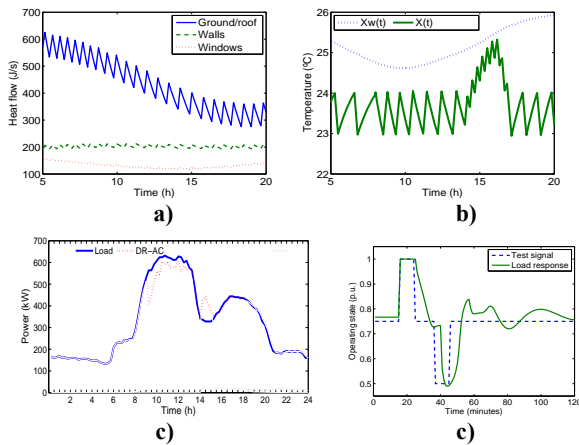 Ground/roof
Walls
Windows
700
600
500
400
300
200
100
5
10
15
20
Heat flow (J/s)
Time (h)
a)
Xw(t)
X(t)
26
25
24
23
22
5
10
15
20
Temperature (ºC)
Time (h)
b)
Load
DR-AC
700
600
500
400
300
200
100
0
0
2
4
6
8
10
12
14
16
18
20
22
24
Power (kW)
Time (h)
c)
Test signal
Load response
1
0.9
0.8
0.7
0.6
0.5
0
20
40
60
80
100
120
Operating state (p.u.)
Time (minutes)
c)